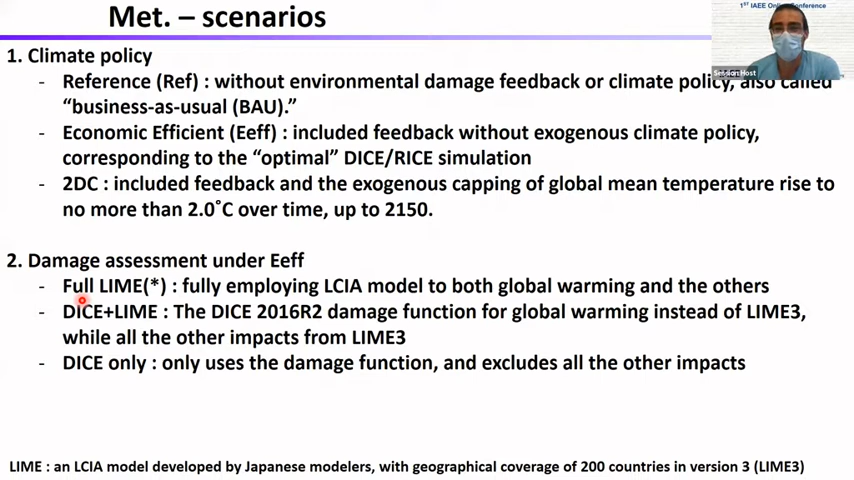 Met. – scenarios
1ST IAEE Online Conference
Session Host
1. Climate policy
- Reference (Ref) : without environmental damage feedback or climate policy, also called
“business-as-usual (BAU).”
- Economic Efficient (Eeff) : included feedback without exogenous climate policy,
corresponding to the “optimal” DICE/RICE simulation
- 2DC : included feedback and the exogenous capping of global mean temperature rise to
no more than 2.0˚C over time, up to 2150.
2. Damage assessment under Eeff
- Full LIME(*) : fully employing LCIA model to both global warming and the others
- DICE+LIME : The DICE 2016R2 damage function for global warming instead of LIME3,
while all the other impacts from LIME3
- DICE only : only uses the damage function, and excludes all the other impacts
LIME : an LCIA model developed by Japanese modelers, with geographical coverage of 200 countries in version 3 (LIME3)